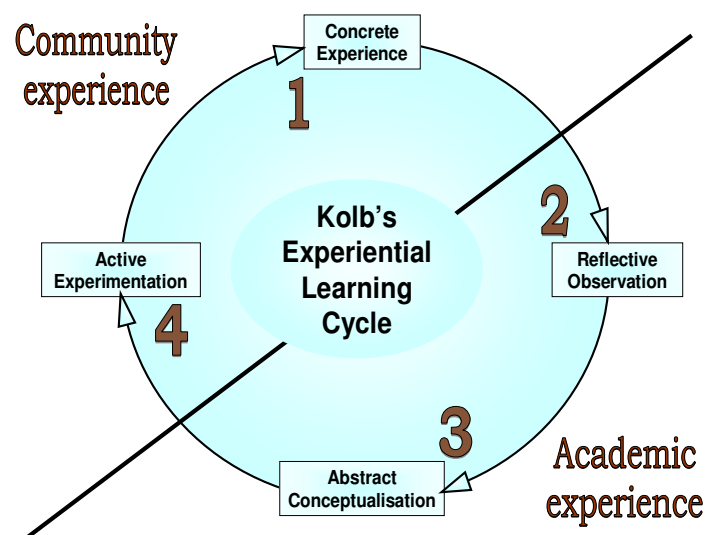 Community
experience
Concrete
Experience
1
2
Kolb's
Experiential
Learning
Cycle
Reflective
Observation
Active
Experimentation
4
3
Abstract
Conceptualisation
Academic
experience